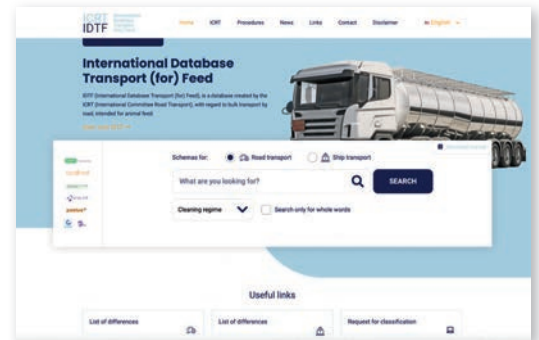 ICRT
IDTF
Home ICRT Procedures News Links Contact Disclaimer English
International Database
Transport (for) Feed
IDTF (International Database Transport (for) Feed), is a database created by the
ICRT (International Committee Road Transport), with regard to bulk transport by
road, intended for animal feed.
Schemas for: Road transport Ship transport
What are you looking for? SEARCH
Cleaning regime Search only for whole words
Useful links
List of differences List of differences Request for classification